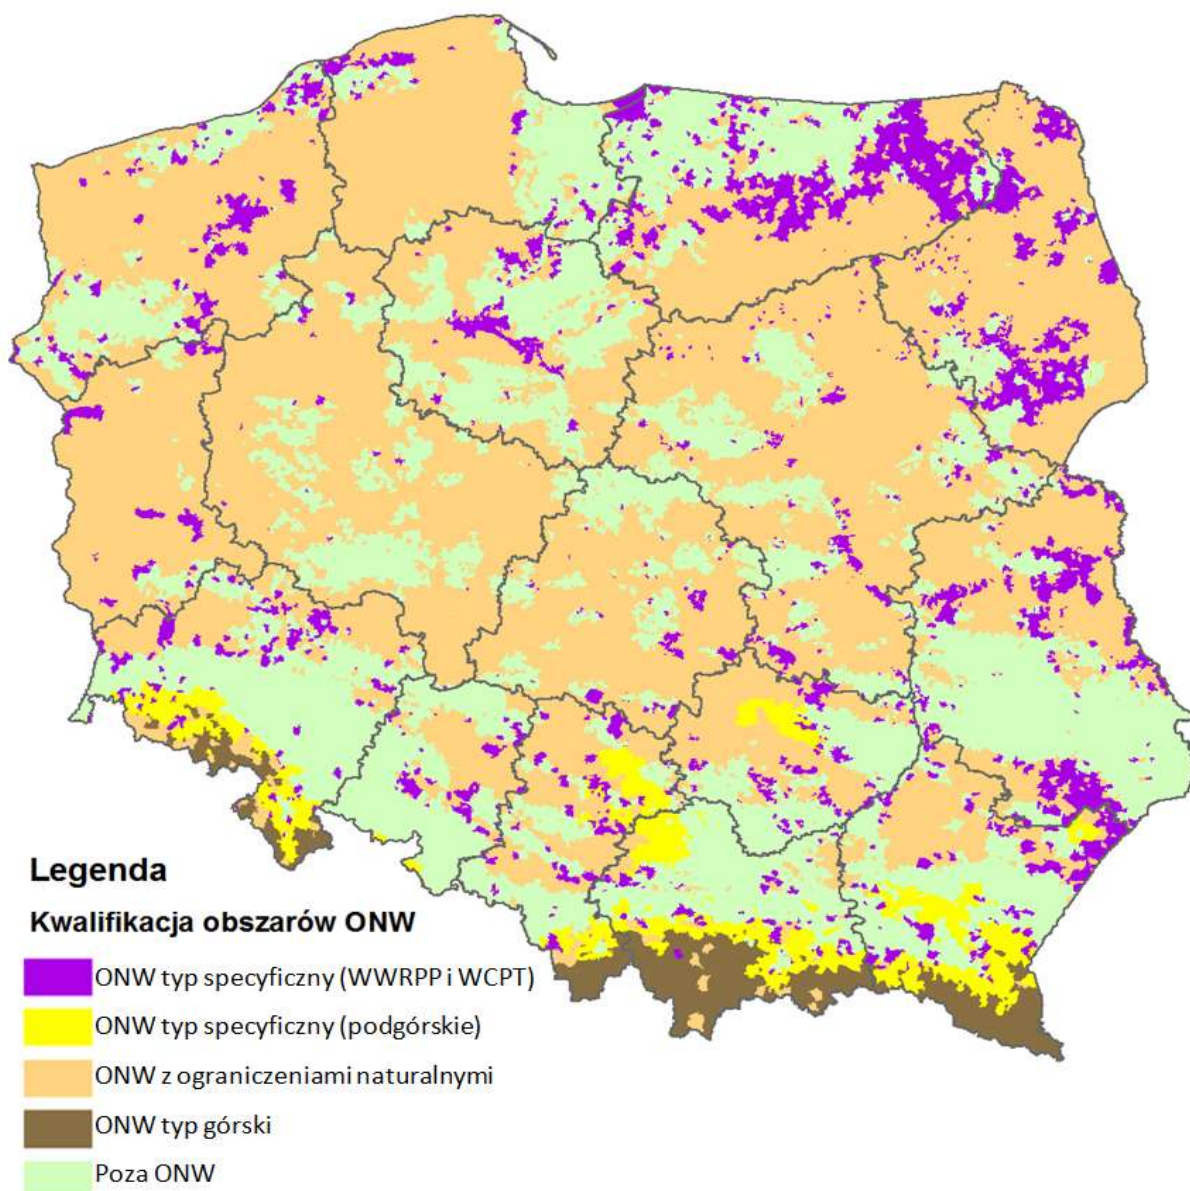 Legenda
Kwalifikacja obszarów ONW
ONW typ specyficzny (WWRPP i WCPT)
ONW typ specyficzny (podgórskie)
ONW z ograniczeniami naturalnymi
ONW typ górski
Poza ONW